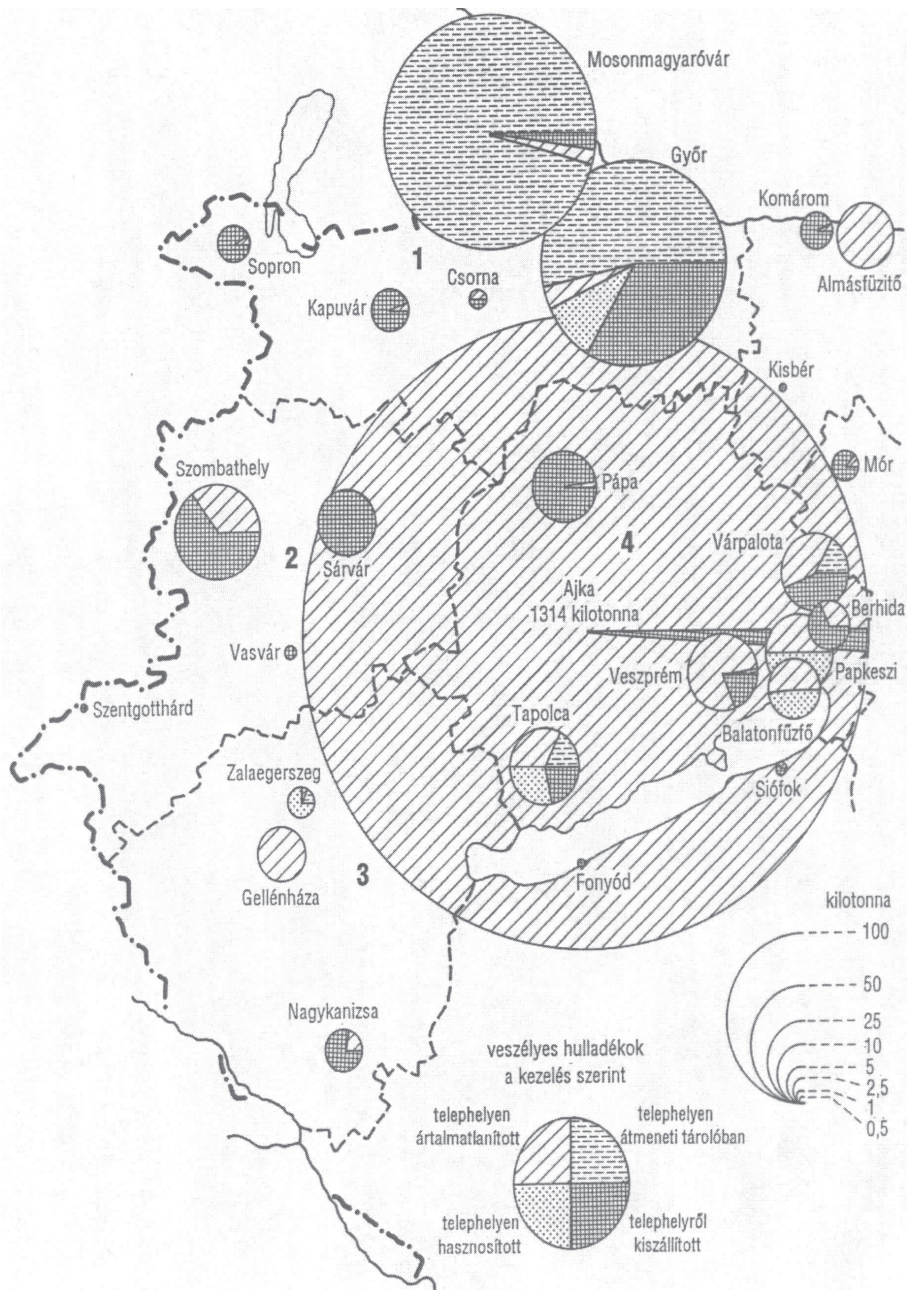 Mosonmagyaróvár
Győr
Komárom
Almásfüzitő
Sopron
1
Csorna
Kapuvár
Kisbér
Szombathely
Mór
Pápa
2
Sárvár
4
Várpalota
Ajka
1314 kilotonna
Berhida
Vasvár
Veszprém
Papkeszi
Szentgotthárd
Tapolca
Balatonfűzfő
Zalaegerszeg
Siófok
Gellénháza
3
Fonyód
kilotonna
100
50
25
10
5
2,5
1
0,5
Nagykanizsa
veszélyes hulladékok
a kezelés szerint
telephelyen
ártalmatlanított
telephelyen
átmeneti tárolóban
telephelyen
hasznosított
telephelyről
kiszállított